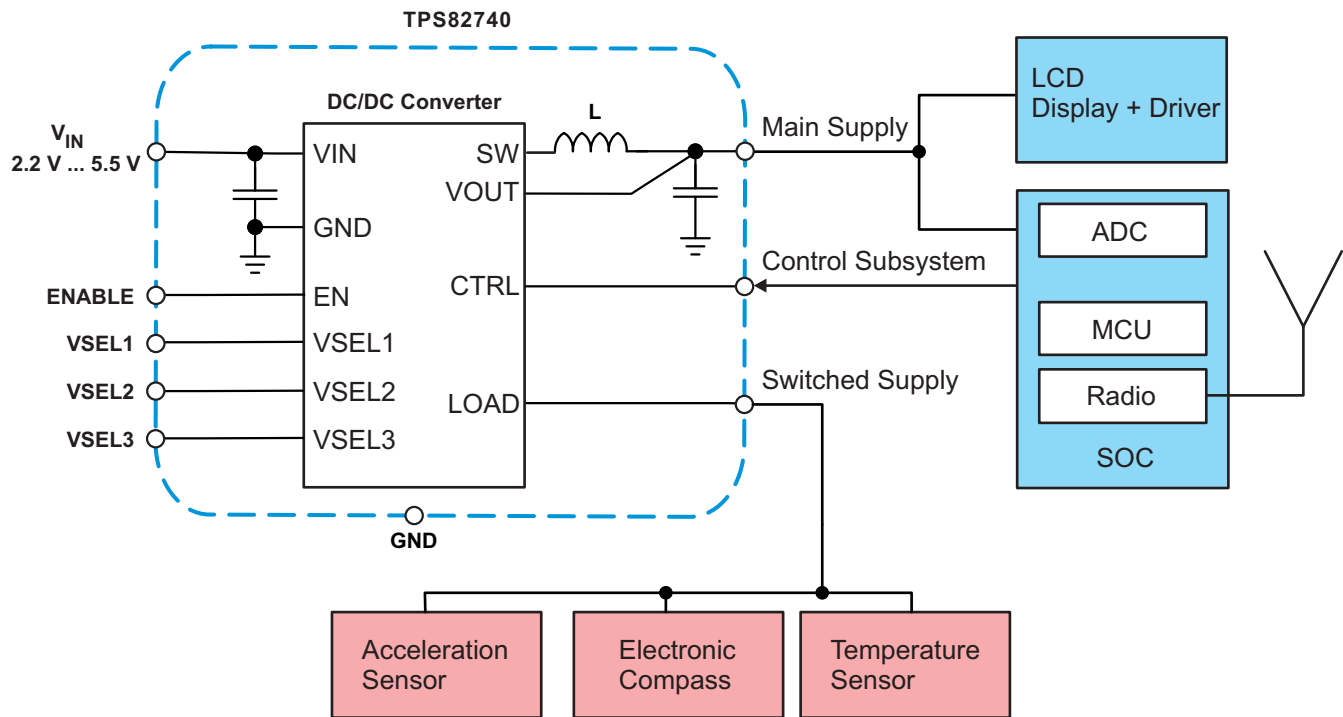 TPS82740
DC/DC Converter
VIN
2.2 V ... 5.5 V
ENABLE
VSEL1
VSEL2
VSEL3
VIN
GND
EN
VSEL1
VSEL2
VSEL3
SW
VOUT
CTRL
LOAD
L
GND
Main Supply
Control Subsystem
Switched Supply
LCD
Display + Driver
ADC
MCU
Radio
SOC
Acceleration
Sensor
Electronic
Compass
Temperature
Sensor